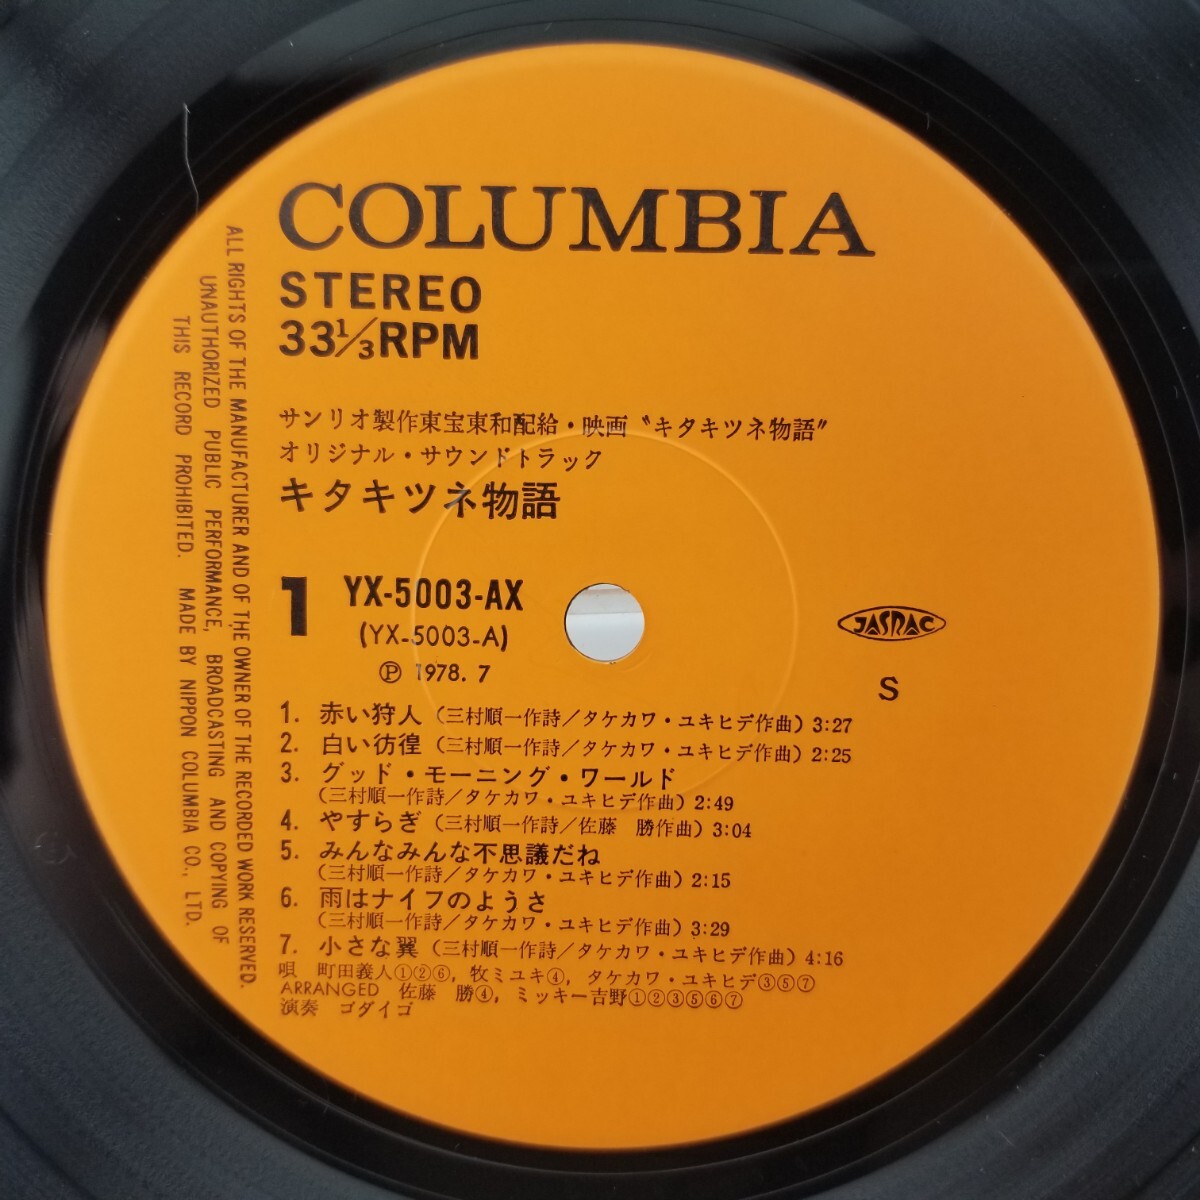 COLUMBIA
STEREO
33⅓RPM
サンリオ製作東宝東和配給・映画〝キタキツネ物語〟
オリジナル・サウンドトラック
キタキツネ物語
1 YX-5003-AX
(YX-5003-A)
Ⓟ 1978. 7
JASRAC
S
1. 赤い狩人 (三村順一作詩/タケカワ・ユキヒデ作曲) 3:27
2. 白い彷徨 (三村順一作詩/タケカワ・ユキヒデ作曲) 2:25
3. グッド・モーニング・ワールド
(三村順一作詩/タケカワ・ユキヒデ作曲) 2:49
4. やすらぎ (三村順一作詩/佐藤 勝作曲) 3:04
5. みんなみんな不思議だね
(三村順一作詩/タケカワ・ユキヒデ作曲) 2:15
6. 雨はナイフのようさ
(三村順一作詩/タケカワ・ユキヒデ作曲) 3:29
7. 小さな翼 (三村順一作詩/タケカワ・ユキヒデ作曲) 4:16
唄 町田義人①②⑥, 牧ミユキ④, タケカワ・ユキヒデ③⑤⑦
ARRANGED 佐藤 勝④, ミッキー吉野①②③⑤⑥⑦
演奏 ゴダイゴ
ALL RIGHTS OF THE MANUFACTURER AND OF THE OWNER OF THE RECORDED WORK RESERVED.
UNAUTHORIZED PUBLIC PERFORMANCE, BROADCASTING AND COPYING OF
THIS RECORD PROHIBITED. MADE BY NIPPON COLUMBIA CO., LTD.